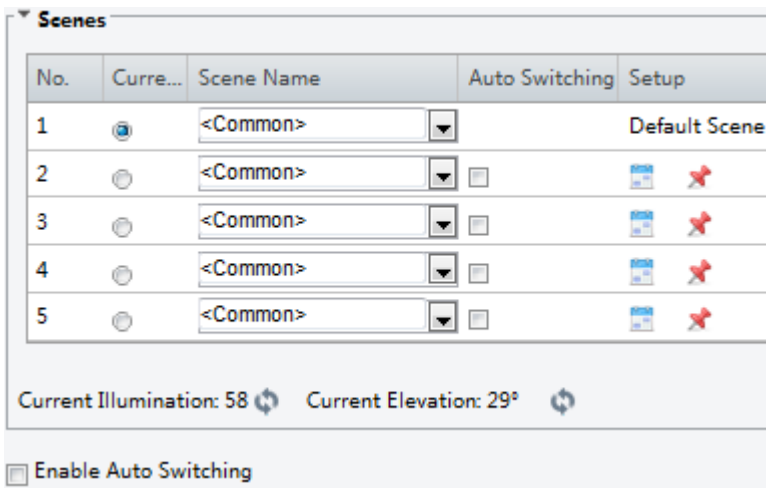 Scenes
No. Curre... Scene Name Auto Switching Setup
1 <Common> Default Scene
2 <Common>
3 <Common>
4 <Common>
5 <Common>
Current Illumination: 58 Current Elevation: 29°
Enable Auto Switching